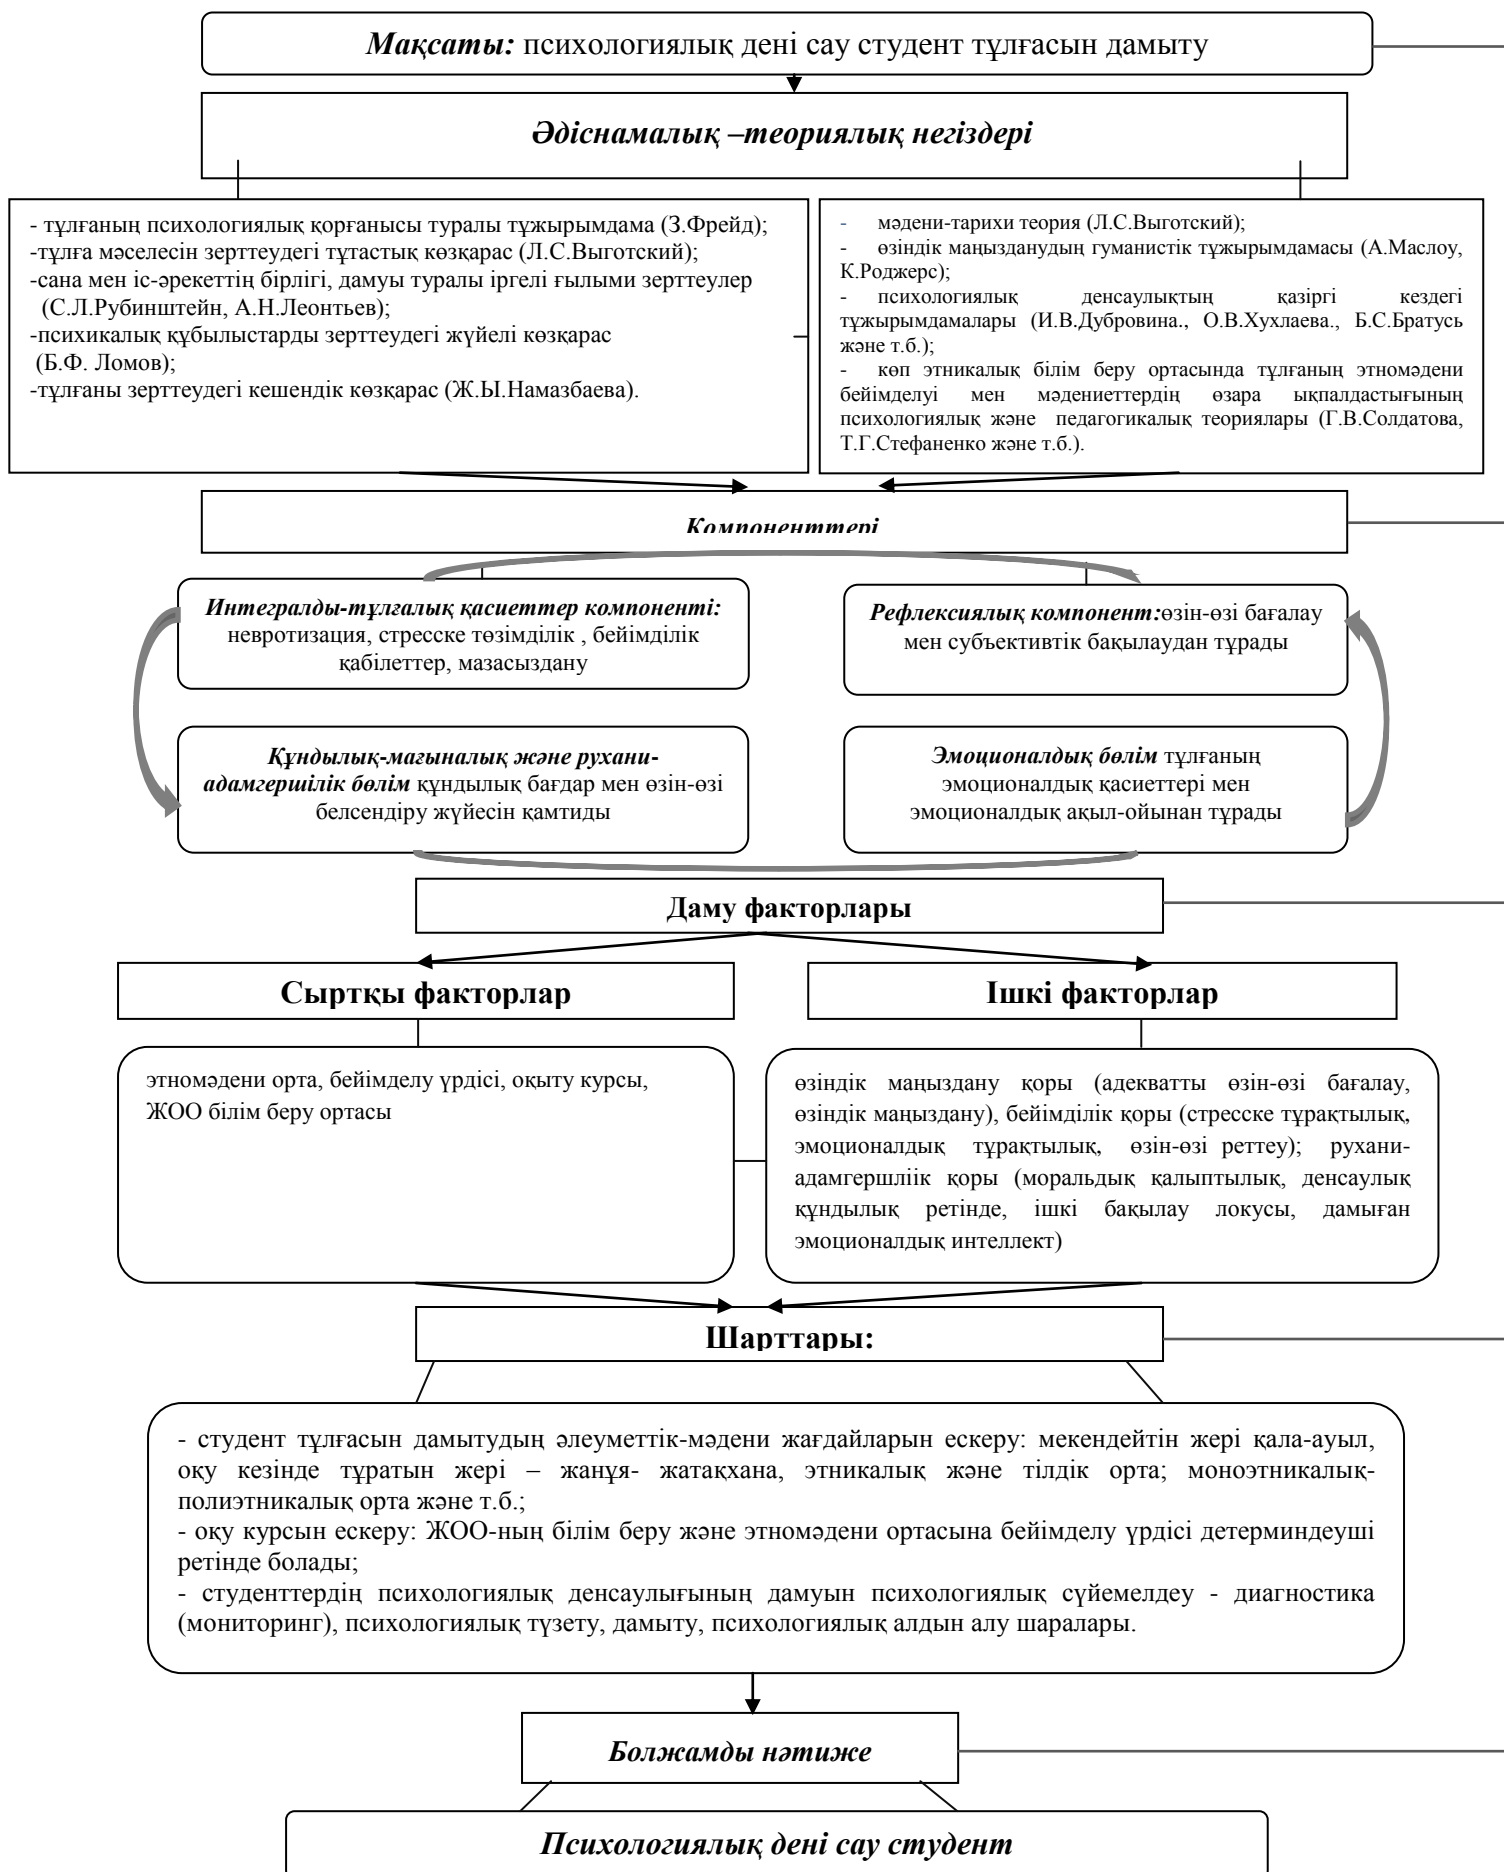 Мақсаты: психологиялық дені сау студент тұлғасын дамыту
Әдіснамалық –теориялық негіздері
- тұлғаның психологиялық қорғанысы туралы тұжырымдама (З.Фрейд);
-тұлға мәселесін зерттеудегі тұтастық көзқарас (Л.С.Выготский);
-сана мен іс-әрекеттің бірлігі, дамуы туралы іргелі ғылыми зерттеулер
(С.Л.Рубинштейн, А.Н.Леонтьев);
-психикалық құбылыстарды зерттеудегі жүйелі көзқарас
(Б.Ф. Ломов);
-тұлғаны зерттеудегі кешендік көзқарас (Ж.Ы.Намазбаева).
- мәдени-тарихи теория (Л.С.Выготский);
- өзіндік маңызданудың гуманистік тұжырымдамасы (А.Маслоу,
К.Роджерс);
- психологиялық денсаулықтың қазіргі кездегі
тұжырымдамалары (И.В.Дубровина., О.В.Хухлаева., Б.С.Братусь
және т.б.);
- көп этникалық білім беру ортасында тұлғаның этномәдени
бейімделуі мен мәдениеттердің өзара ықпалдастығының
психологиялық және педагогикалық теориялары (Г.В.Солдатова,
Т.Г.Стефаненко және т.б.).
Компоненттері
Интегралды-тұлғалық қасиеттер компоненті:
невротизация, стресске төзімділік , бейімділік
қабілеттер, мазасыздану
Рефлексиялық компонент:өзін-өзі бағалау
мен субъективтік бақылаудан тұрады
Құндылық-мағыналық және рухани-
адамгершілік бөлім құндылық бағдар мен өзін-өзі
белсендіру жүйесін қамтиды
Эмоционалдық бөлім тұлғаның
эмоционалдық қасиеттері мен
эмоционалдық ақыл-ойынан тұрады
Даму факторлары
Сыртқы факторлар
Ішкі факторлар
этномәдени орта, бейімделу үрдісі, оқыту курсы,
ЖОО білім беру ортасы
өзіндік маңыздану қоры (адекватты өзін-өзі бағалау,
өзіндік маңыздану), бейімділік қоры (стресске тұрақтылық,
эмоционалдық тұрақтылық, өзін-өзі реттеу); рухани-
адамгершліік қоры (моральдық қалыптылық, денсаулық
құндылық ретінде, ішкі бақылау локусы, дамыған
эмоционалдық интеллект)
Шарттары:
- студент тұлғасын дамытудың әлеуметтік-мәдени жағдайларын ескеру: мекендейтін жері қала-ауыл,
оқу кезінде тұратын жері – жанұя- жатақхана, этникалық және тілдік орта; моноэтникалық-
полиэтникалық орта және т.б.;
- оқу курсын ескеру: ЖОО-ның білім беру және этномәдени ортасына бейімделу үрдісі детерминдеуші
ретінде болады;
- студенттердің психологиялық денсаулығының дамуын психологиялық сүйемелдеу - диагностика
(мониторинг), психологиялық түзету, дамыту, психологиялық алдын алу шаралары.
Болжамды нәтиже
Психологиялық дені сау студент